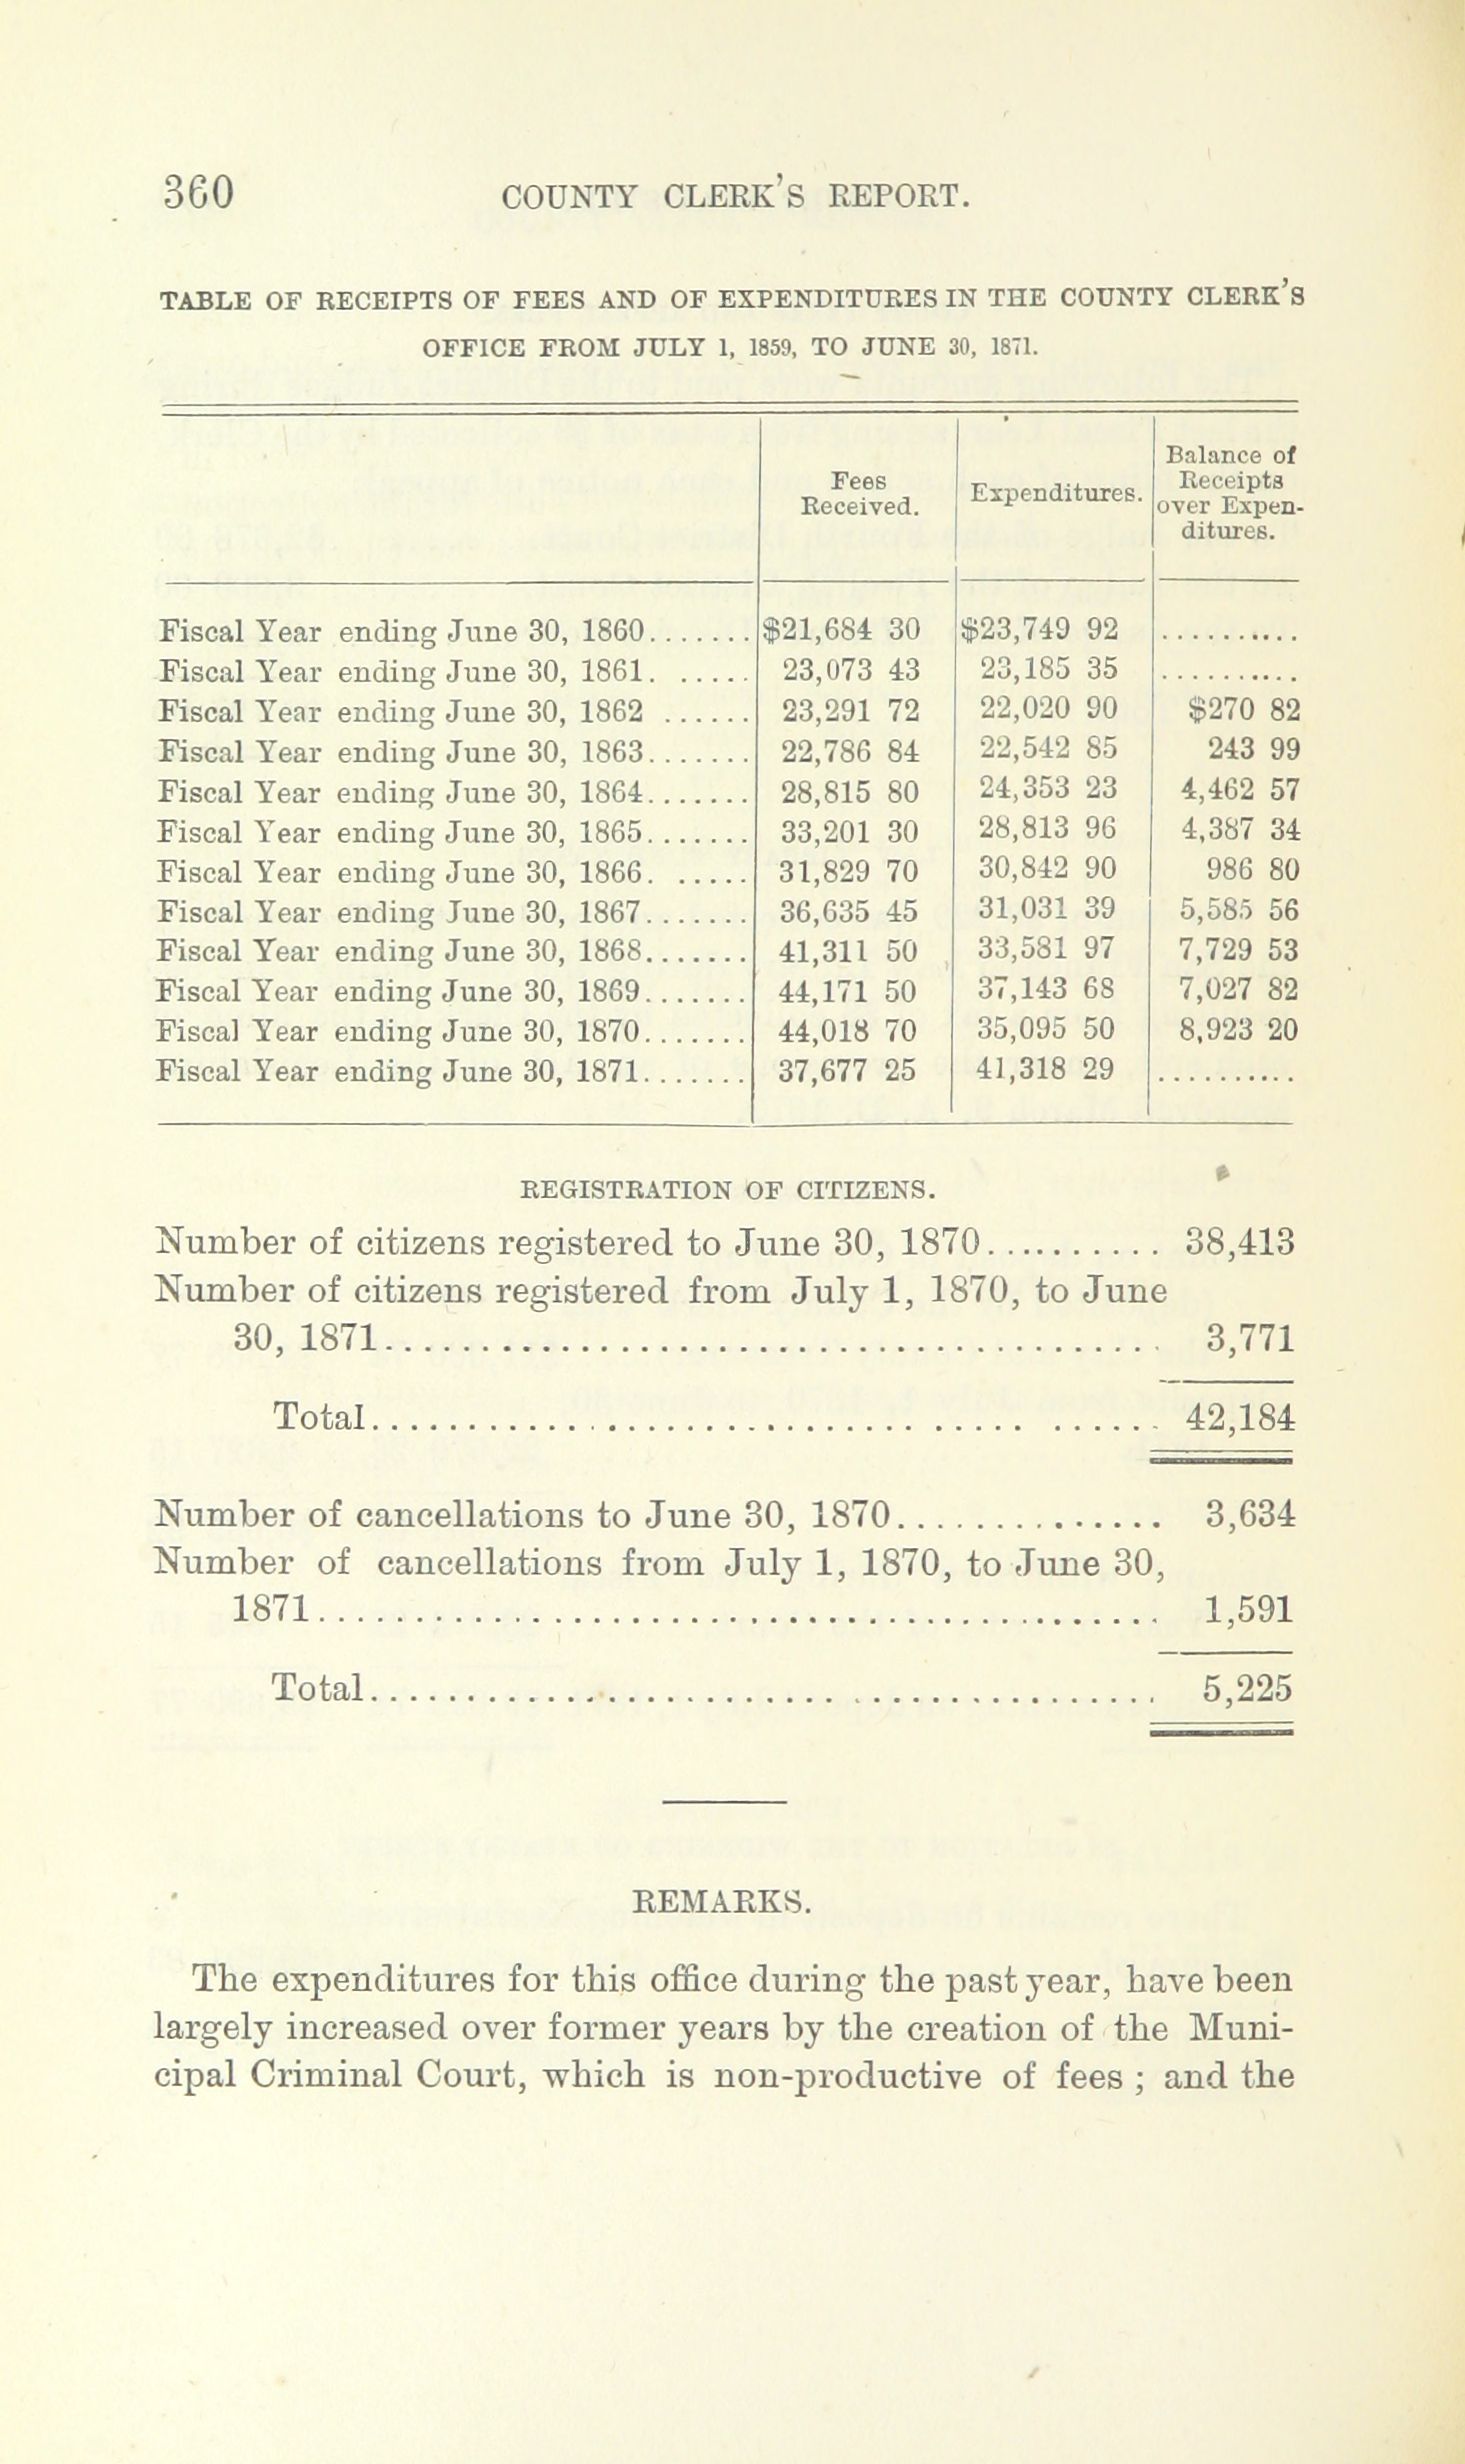 360 COUNTY CLERK'S REPORT.
TABLE OF RECEIPTS OF FEES AND OF EXPENDITURES IN THE COUNTY CLERK'S
OFFICE FROM JULY 1, 1859, TO JUNE 30, 1871.
Fees Received. Expenditures. Balance of Receipts over Expen-ditures.
Fiscal Year ending June 30, 1860....... $21,684 30 $23,749 92 ..........
Fiscal Year ending June 30, 1861. ..... 23,073 43 23,185 35 ..........
Fiscal Year ending June 30, 1862 ...... 23,291 72 22,020 90 $270 82
Fiscal Year ending June 30, 1863....... 22,786 84 22,542 85 243 99
Fiscal Year ending June 30, 1864....... 28,815 80 24,353 23 4,462 57
Fiscal Year ending June 30, 1865....... 33,201 30 28,813 96 4,387 34
Fiscal Year ending June 30, 1866. ..... 31,829 70 30,842 90 986 80
Fiscal Year ending June 30, 1867....... 36,635 45 31,031 39 5,585 56
Fiscal Year ending June 30, 1868....... 41,311 50 33,581 97 7,729 53
Fiscal Year ending June 30, 1869....... 44,171 50 37,143 68 7,027 82
Fiscal Year ending June 30, 1870....... 44,018 70 35,095 50 8,923 20
Fiscal Year ending June 30, 1871....... 37,677 25 41,318 29 ..........
REGISTRATION OF CITIZENS.
Number of citizens registered to June 30, 1870.......... 38,413
Number of citizens registered from July 1, 1870, to June
30, 1871........................................ 3,771
Total........................................ 42,184
Number of cancellations to June 30, 1870.............. 3,634
Number of cancellations from July 1, 1870, to June 30,
1871........................................... 1,591
Total........................................ 5,225
REMARKS.
The expenditures for this office during the past year, have been
largely increased over former years by the creation of the Muni-
cipal Criminal Court, which is non-productive of fees ; and the